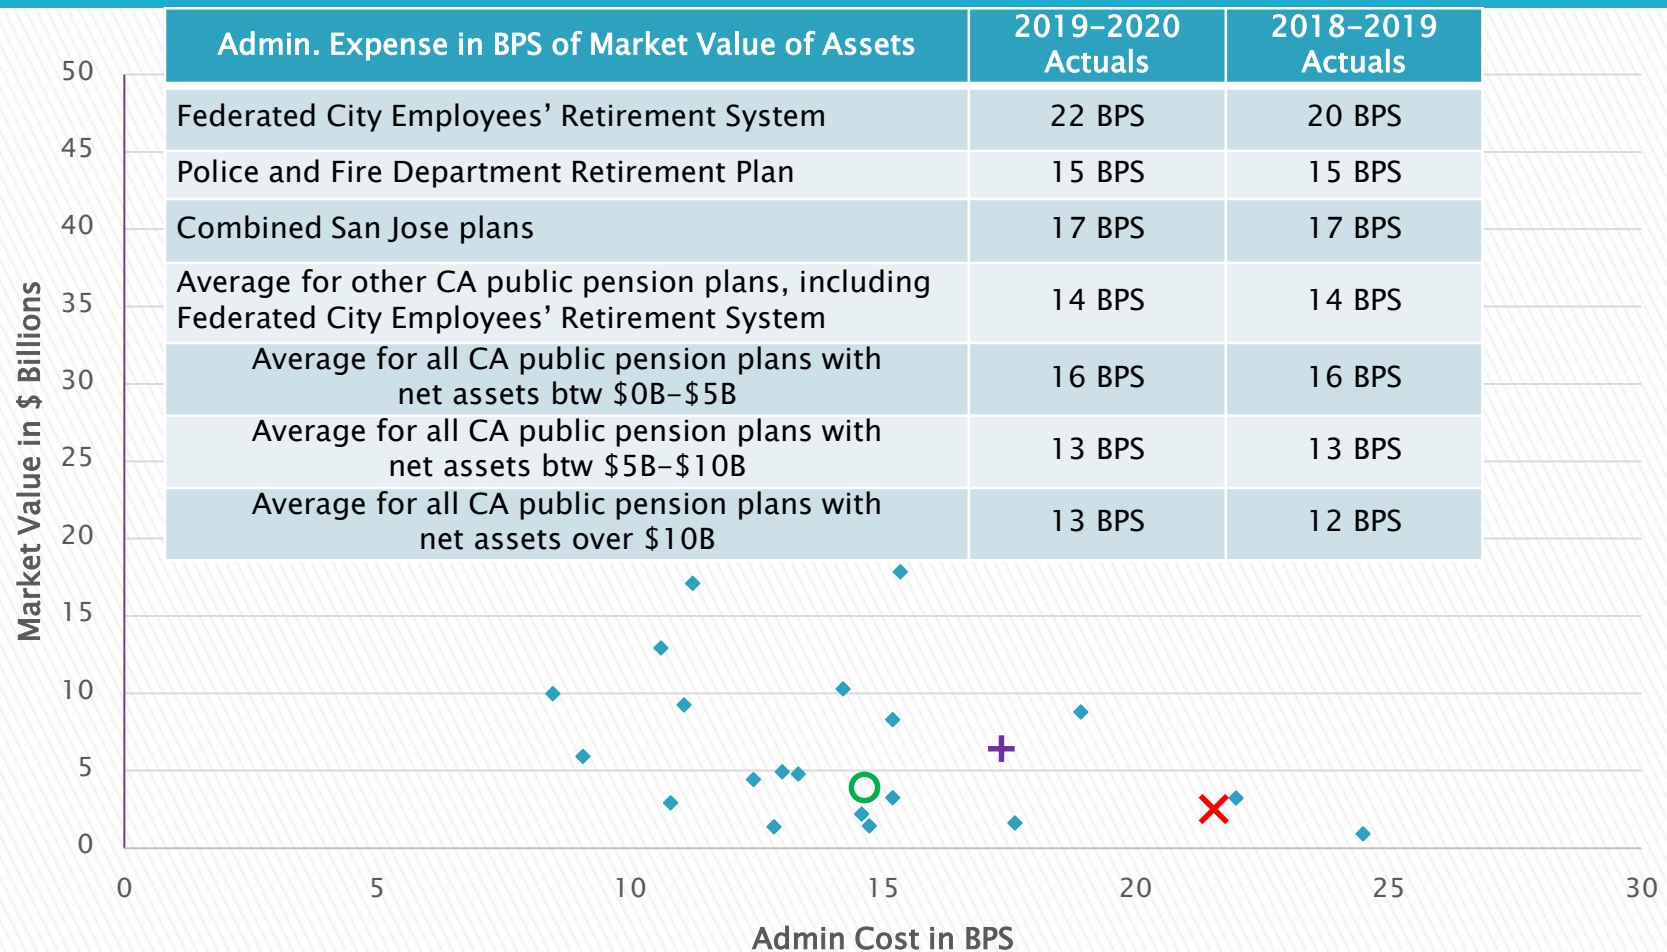 Admin. Expense in BPS of Market Value of Assets
2019-2020
Actuals
2018-2019
Actuals
Federated City Employees’ Retirement System
22 BPS
20 BPS
Police and Fire Department Retirement Plan
15 BPS
15 BPS
Combined San Jose plans
17 BPS
17 BPS
Average for other CA public pension plans, including
Federated City Employees’ Retirement System
14 BPS
14 BPS
Average for all CA public pension plans with
net assets btw $0B-$5B
16 BPS
16 BPS
Average for all CA public pension plans with
net assets btw $5B-$10B
13 BPS
13 BPS
Average for all CA public pension plans with
net assets over $10B
13 BPS
12 BPS
Market Value in $ Billions
50
45
40
35
30
25
20
15
10
5
0
0
5
10
15
20
25
30
Admin Cost in BPS